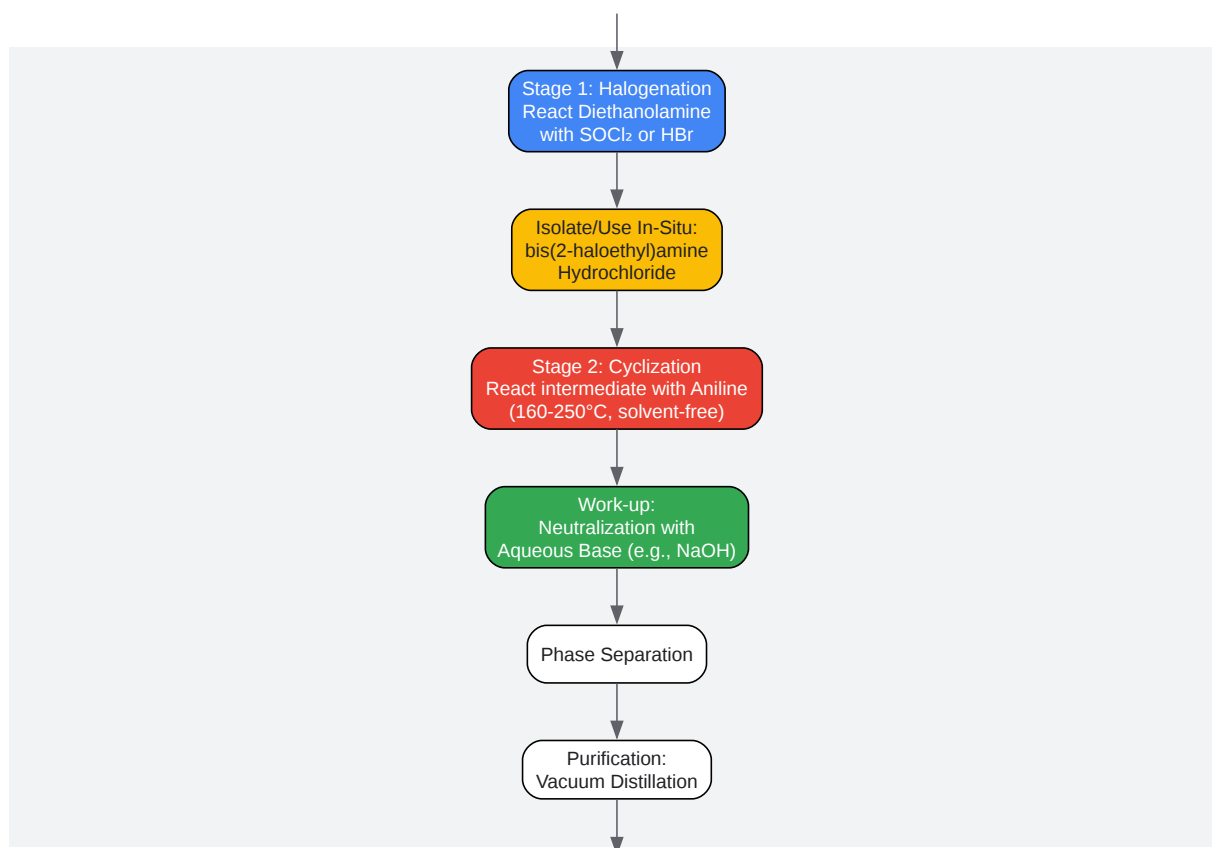 Stage 1: Halogenation
React Diethanolamine
with SOCl₂ or HBr
Isolate/Use In-Situ:
bis(2-haloethyl)amine
Hydrochloride
Stage 2: Cyclization
React intermediate with Aniline
(160-250°C, solvent-free)
Work-up:
Neutralization with
Aqueous Base (e.g., NaOH)
Phase Separation
Purification:
Vacuum Distillation